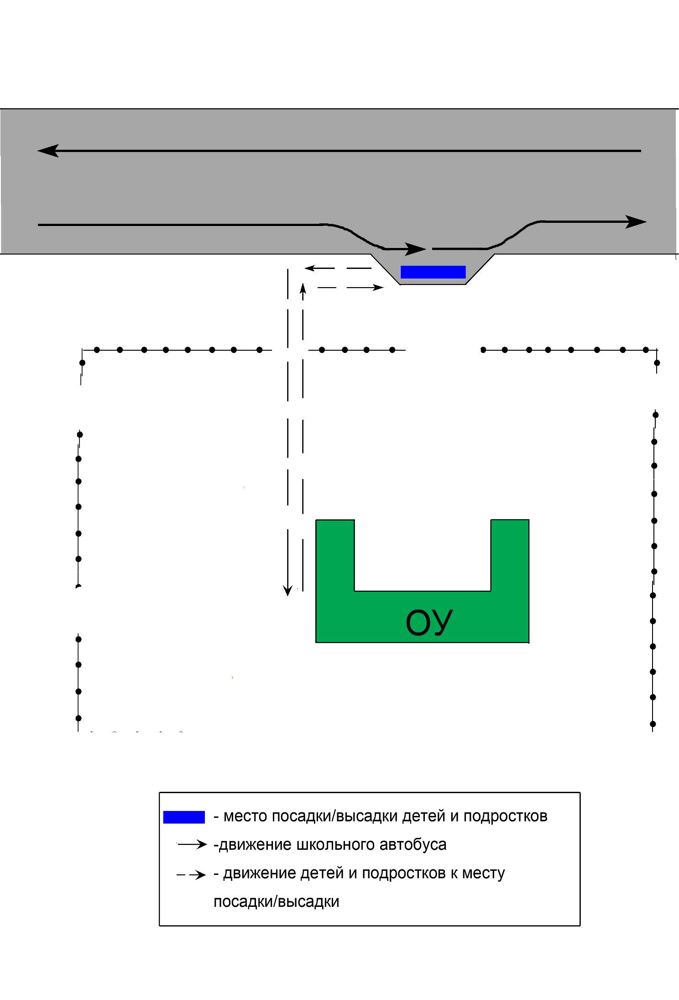 ОУ
- место посадки/высадки детей и подростков
-движение школьного автобуса
- движение детей и подростков к месту
посадки/высадки